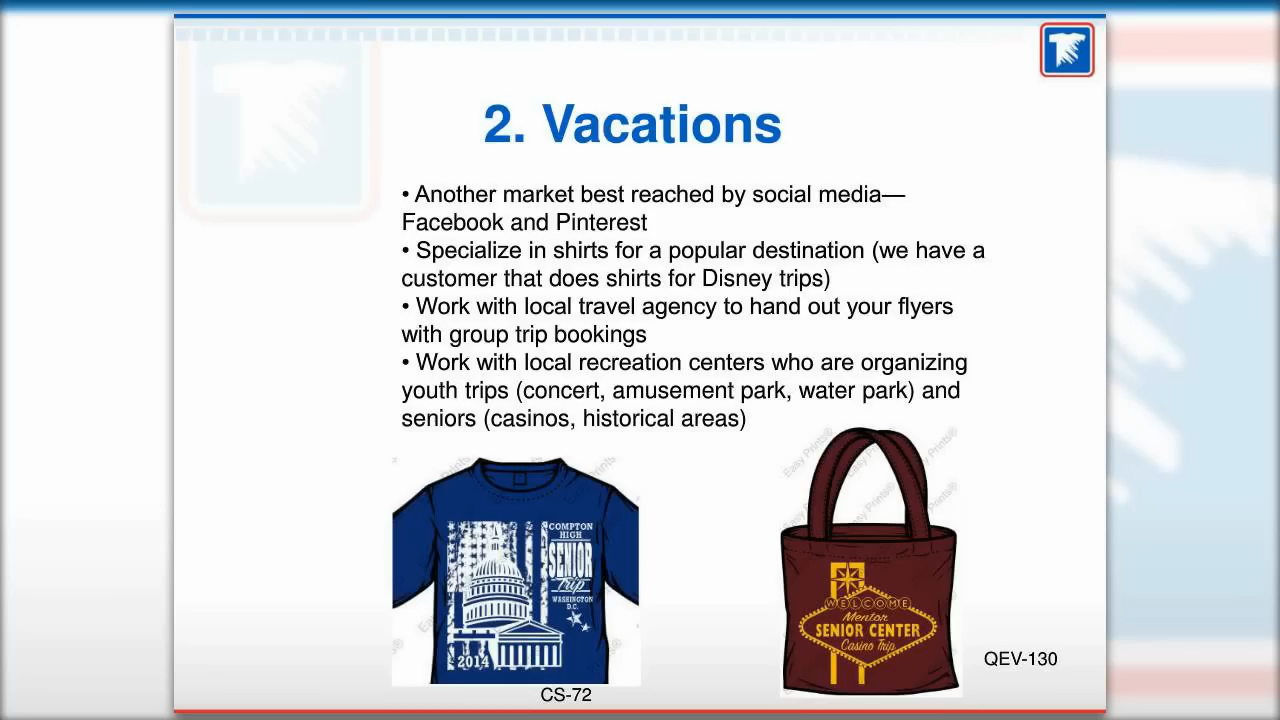 2. Vacations
• Another market best reached by social media—
Facebook and Pinterest
• Specialize in shirts for a popular destination (we have a
customer that does shirts for Disney trips)
• Work with local travel agency to hand out your flyers
with group trip bookings
• Work with local recreation centers who are organizing
youth trips (concert, amusement park, water park) and
seniors (casinos, historical areas)
COMPTON
HIGH
SENIOR
Trip
WASHINGTON
D.C.
2014
CS-72
Easy Prints®
Easy Prints®
WELCOME
Mentor
SENIOR CENTER
Casino Trip
QEV-130